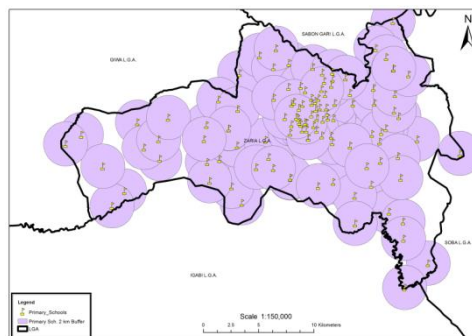 N
SABON GARI L.G.A.
GIWA L.G.A.
ZARIA L.G.A.
SOBA L.G.A.
IGABI L.G.A.
Legend
Primary_Schools
Primary Sch. 2 km Buffer
LGA
Scale 1:150,000
0 2.5 5 10 Kilometers